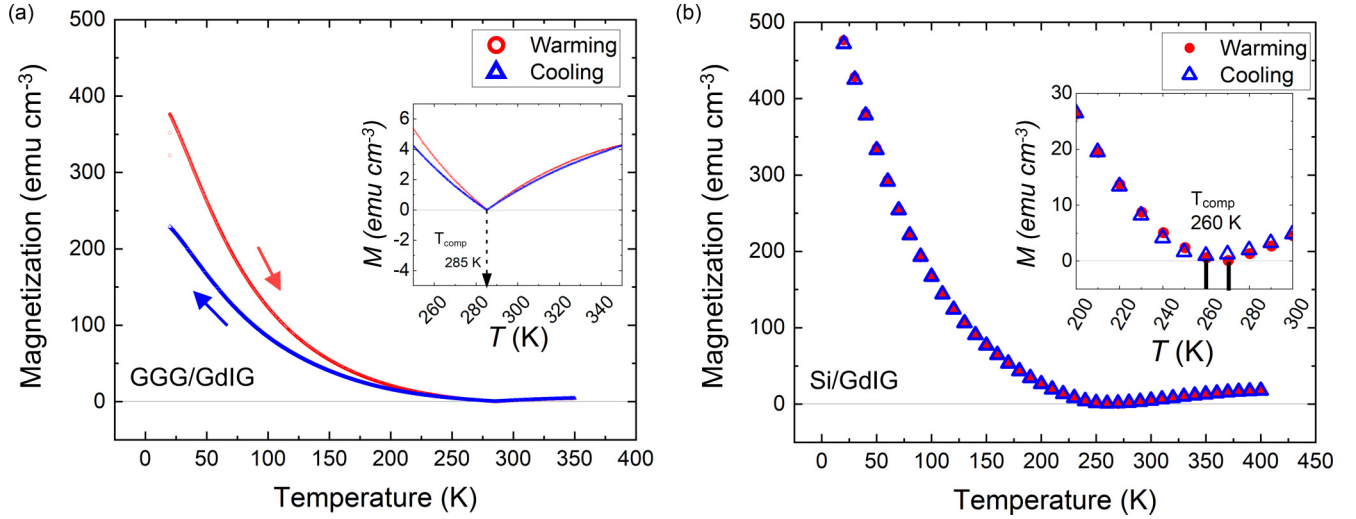 (a)
Magnetization (emu cm-3)
500
400
300
200
100
0
0 50 100 150 200 250 300 350 400
Temperature (K)
Warming
Cooling
GGG/GdIG
M (emu cm-3)
6
4
2
0
-2
-4
Tcomp
285 K
260 280 300 320 340
T (K)
(b)
Magnetization (emu cm-3)
500
400
300
200
100
0
0 50 100 150 200 250 300 350 400 450
Temperature (K)
Warming
Cooling
Si/GdIG
M (emu cm-3)
30
20
10
0
Tcomp
260 K
200 220 240 260 280 300
T (K)